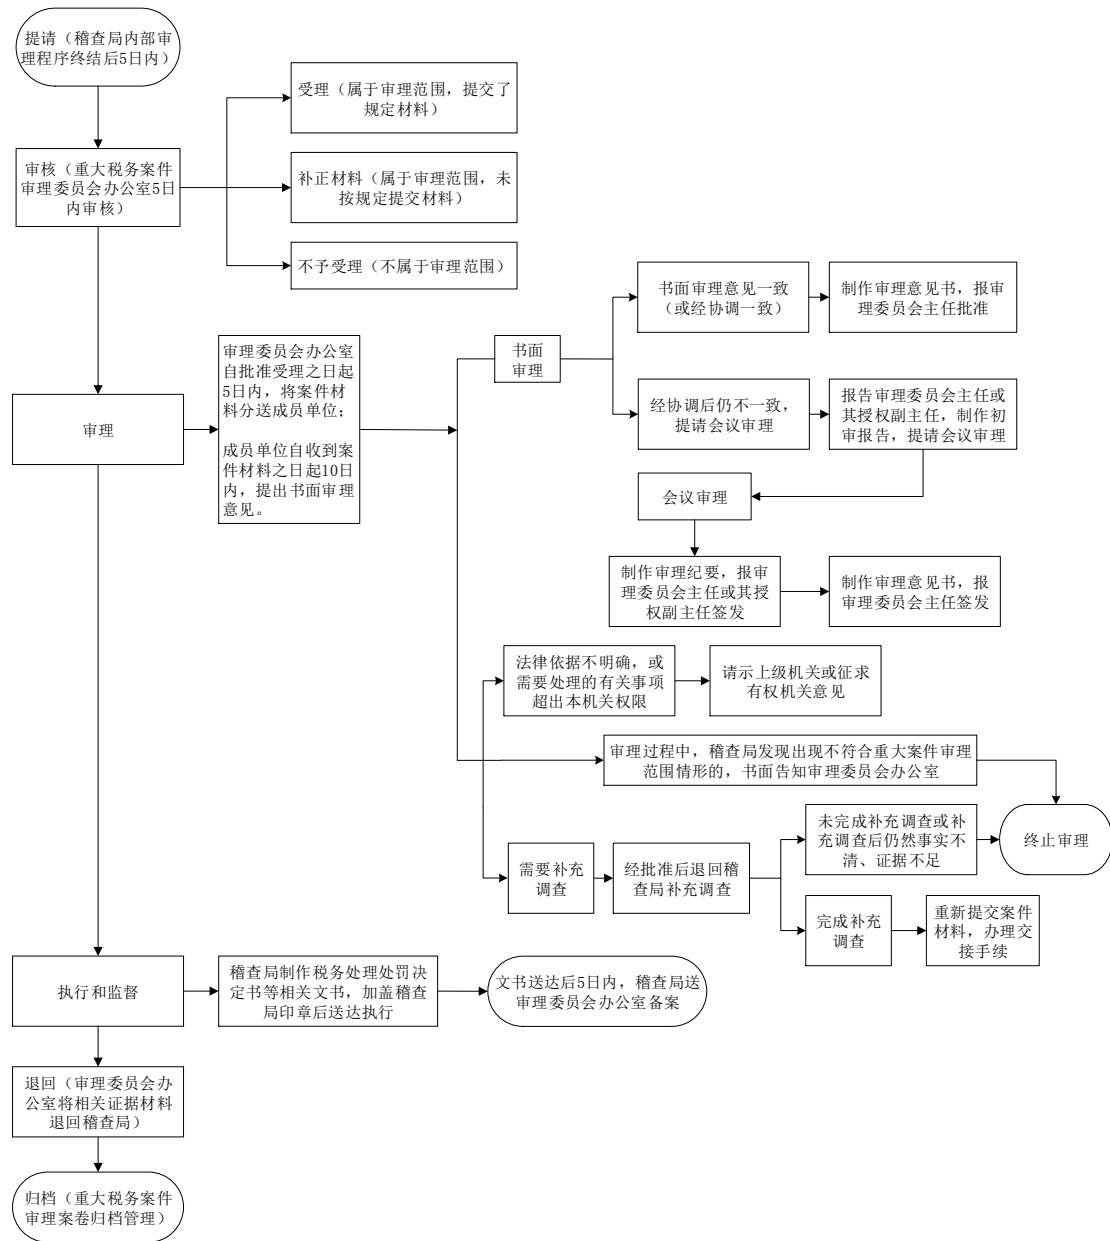 提请（稽查局内部审
理程序终结后5日内）
受理（属于审理范围，提交了
规定材料）
审核（重大税务案件
审理委员会办公室5日
内审核）
补正材料（属于审理范围，未
按规定提交材料）
不予受理（不属于审理范围）
审理
审理委员会办公室
自批准受理之日起
5日内，将案件材
料分送成员单位；
成员单位自收到案
件材料之日起10日
内，提出书面审理
意见。
书面
审理
书面审理意见一致
（或经协调一致）
制作审理意见书，报审
理委员会主任批准
经协调后仍不一致，
提请会议审理
报告审理委员会主任或
其授权副主任，制作初
审报告，提请会议审理
会议审理
制作审理纪要，报审
理委员会主任或其授
权副主任签发
制作审理意见书，报
审理委员会主任签发
法律依据不明确，或
需要处理的有关事项
超出本机关权限
请示上级机关或征求
有权机关意见
审理过程中，稽查局发现出现不符合重大案件审理
范围情形的，书面告知审理委员会办公室
需要补充
调查
经批准后退回稽
查局补充调查
未完成补充调查或补
充调查后仍然事实不
清、证据不足
终止审理
完成补充
调查
重新提交案件
材料，办理交
接手续
执行和监督
稽查局制作税务处理处罚决
定书等相关文书，加盖稽查
局印章后送达执行
文书送达后5日内，稽查局送
审理委员会办公室备案
退回（审理委员会办
公室将相关证据材料
退回稽查局）
归档（重大税务案件
审理案卷归档管理）